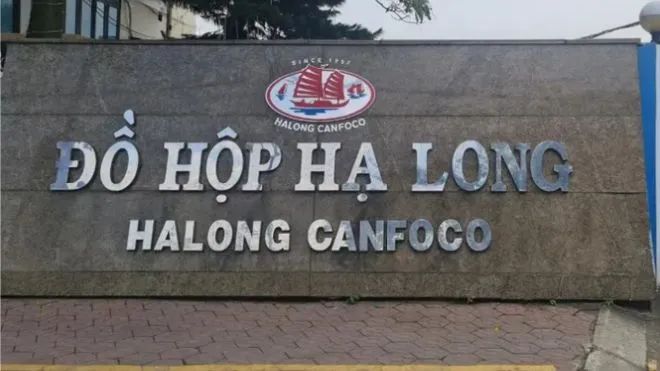 SINCE 1957
HALONG CANFOCO
ĐỒ HỘP HẠ LONG
HALONG CANFOCO